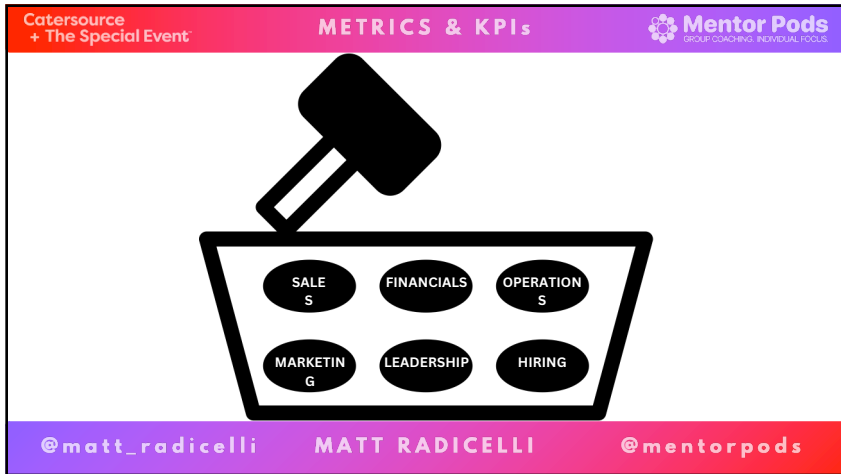 Catersource
+ The Special Event
METRICS & KPIs
Mentor Pods
GROUP COACHING. INDIVIDUAL FOCUS.
SALE
S
FINANCIALS
OPERATION
S
MARKETIN
G
LEADERSHIP
HIRING
@matt_radicelli
MATT RADICELLI
@mentorpods